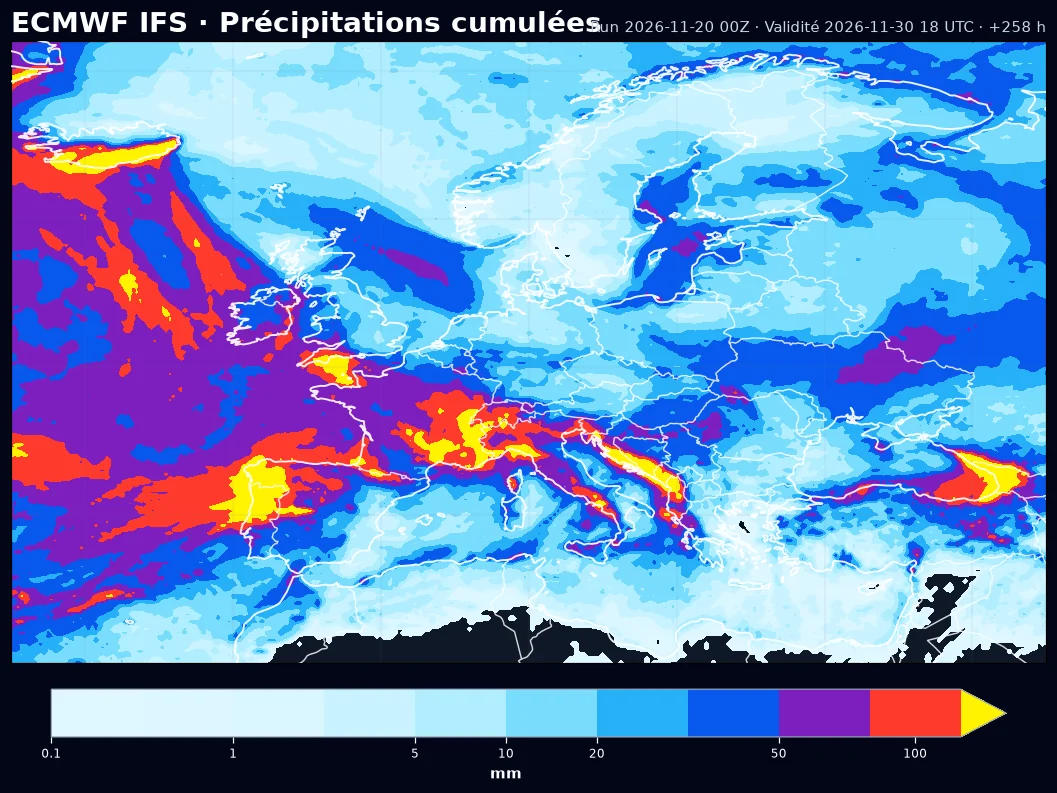 ECMWF IFS · Précipitations cumulées
Run 2026-11-20 00Z · Validité 2026-11-30 18 UTC · +258 h
0.1 1 5 10 20 50 100
mm